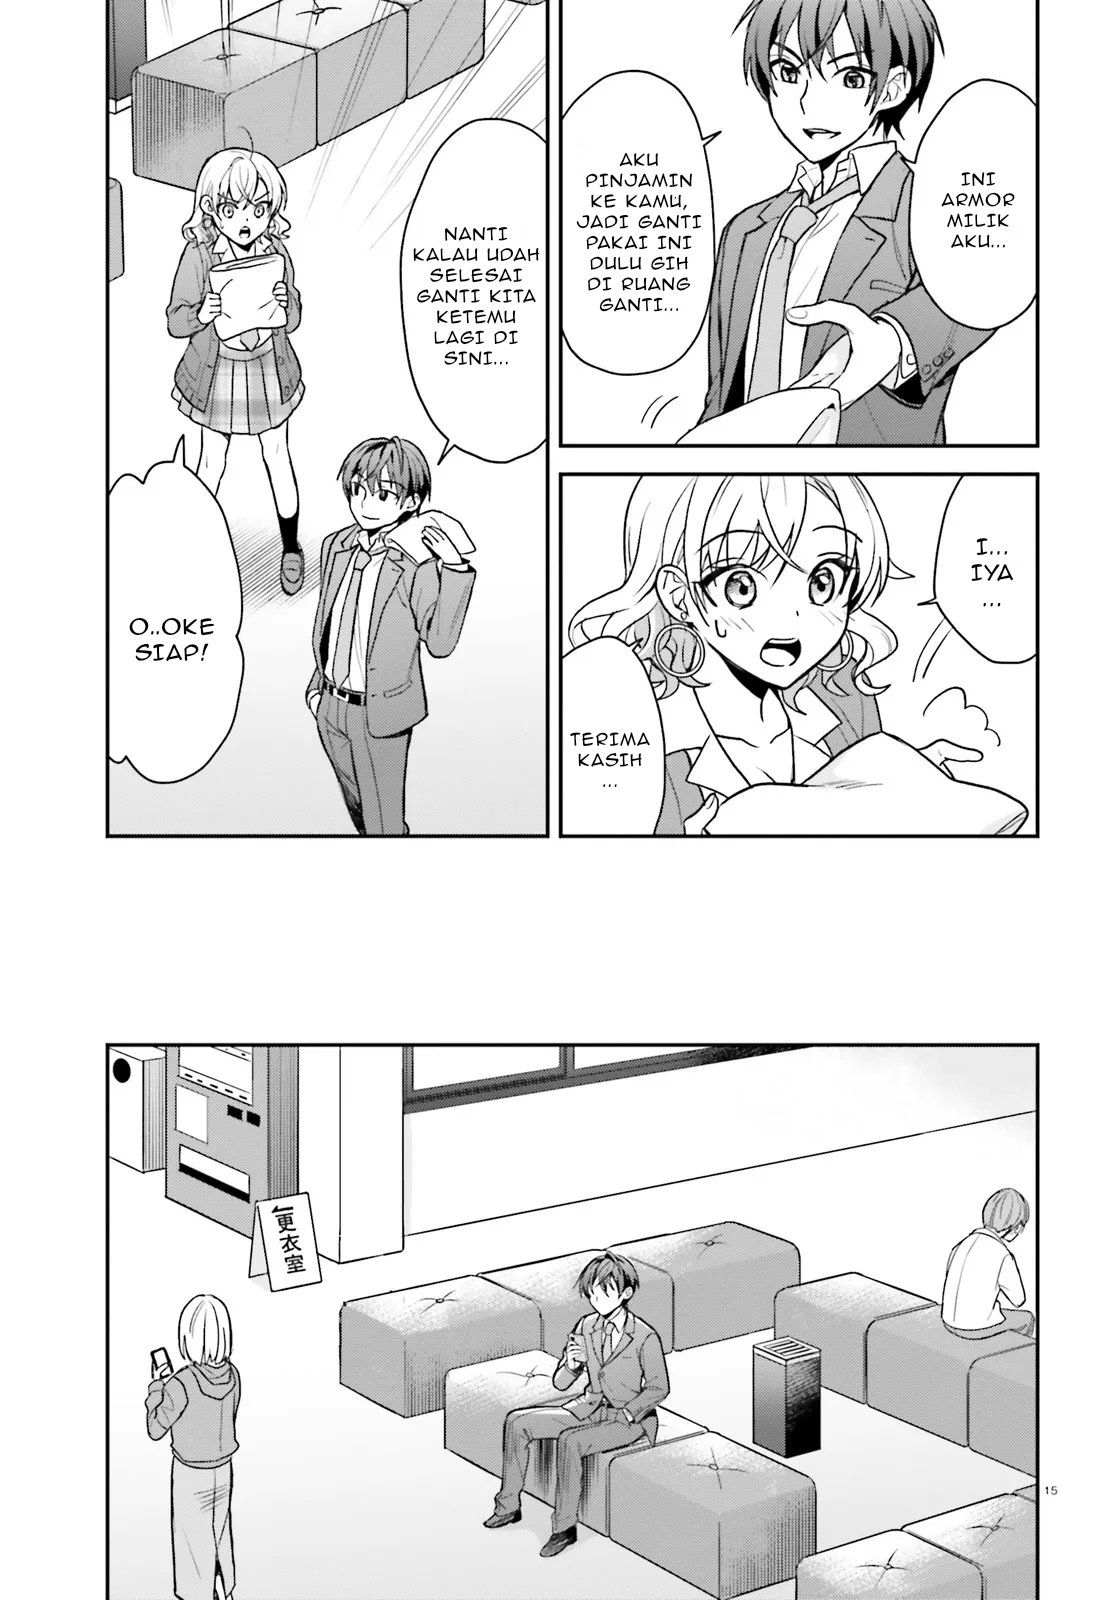 INI
ARMOR
MILIK
AKU...
AKU
PINJAMIN
KE KAMU,
JADI GANTI
PAKAI INI
DULU GIH
DI RUANG
GANTI...
I...
IYA
...
TERIMA
KASIH
...
NANTI
KALAU UDAH
SELESAI
GANTI KITA
KETEMU
LAGI DI
SINI...
O..OKE
SIAP!
更衣室
15